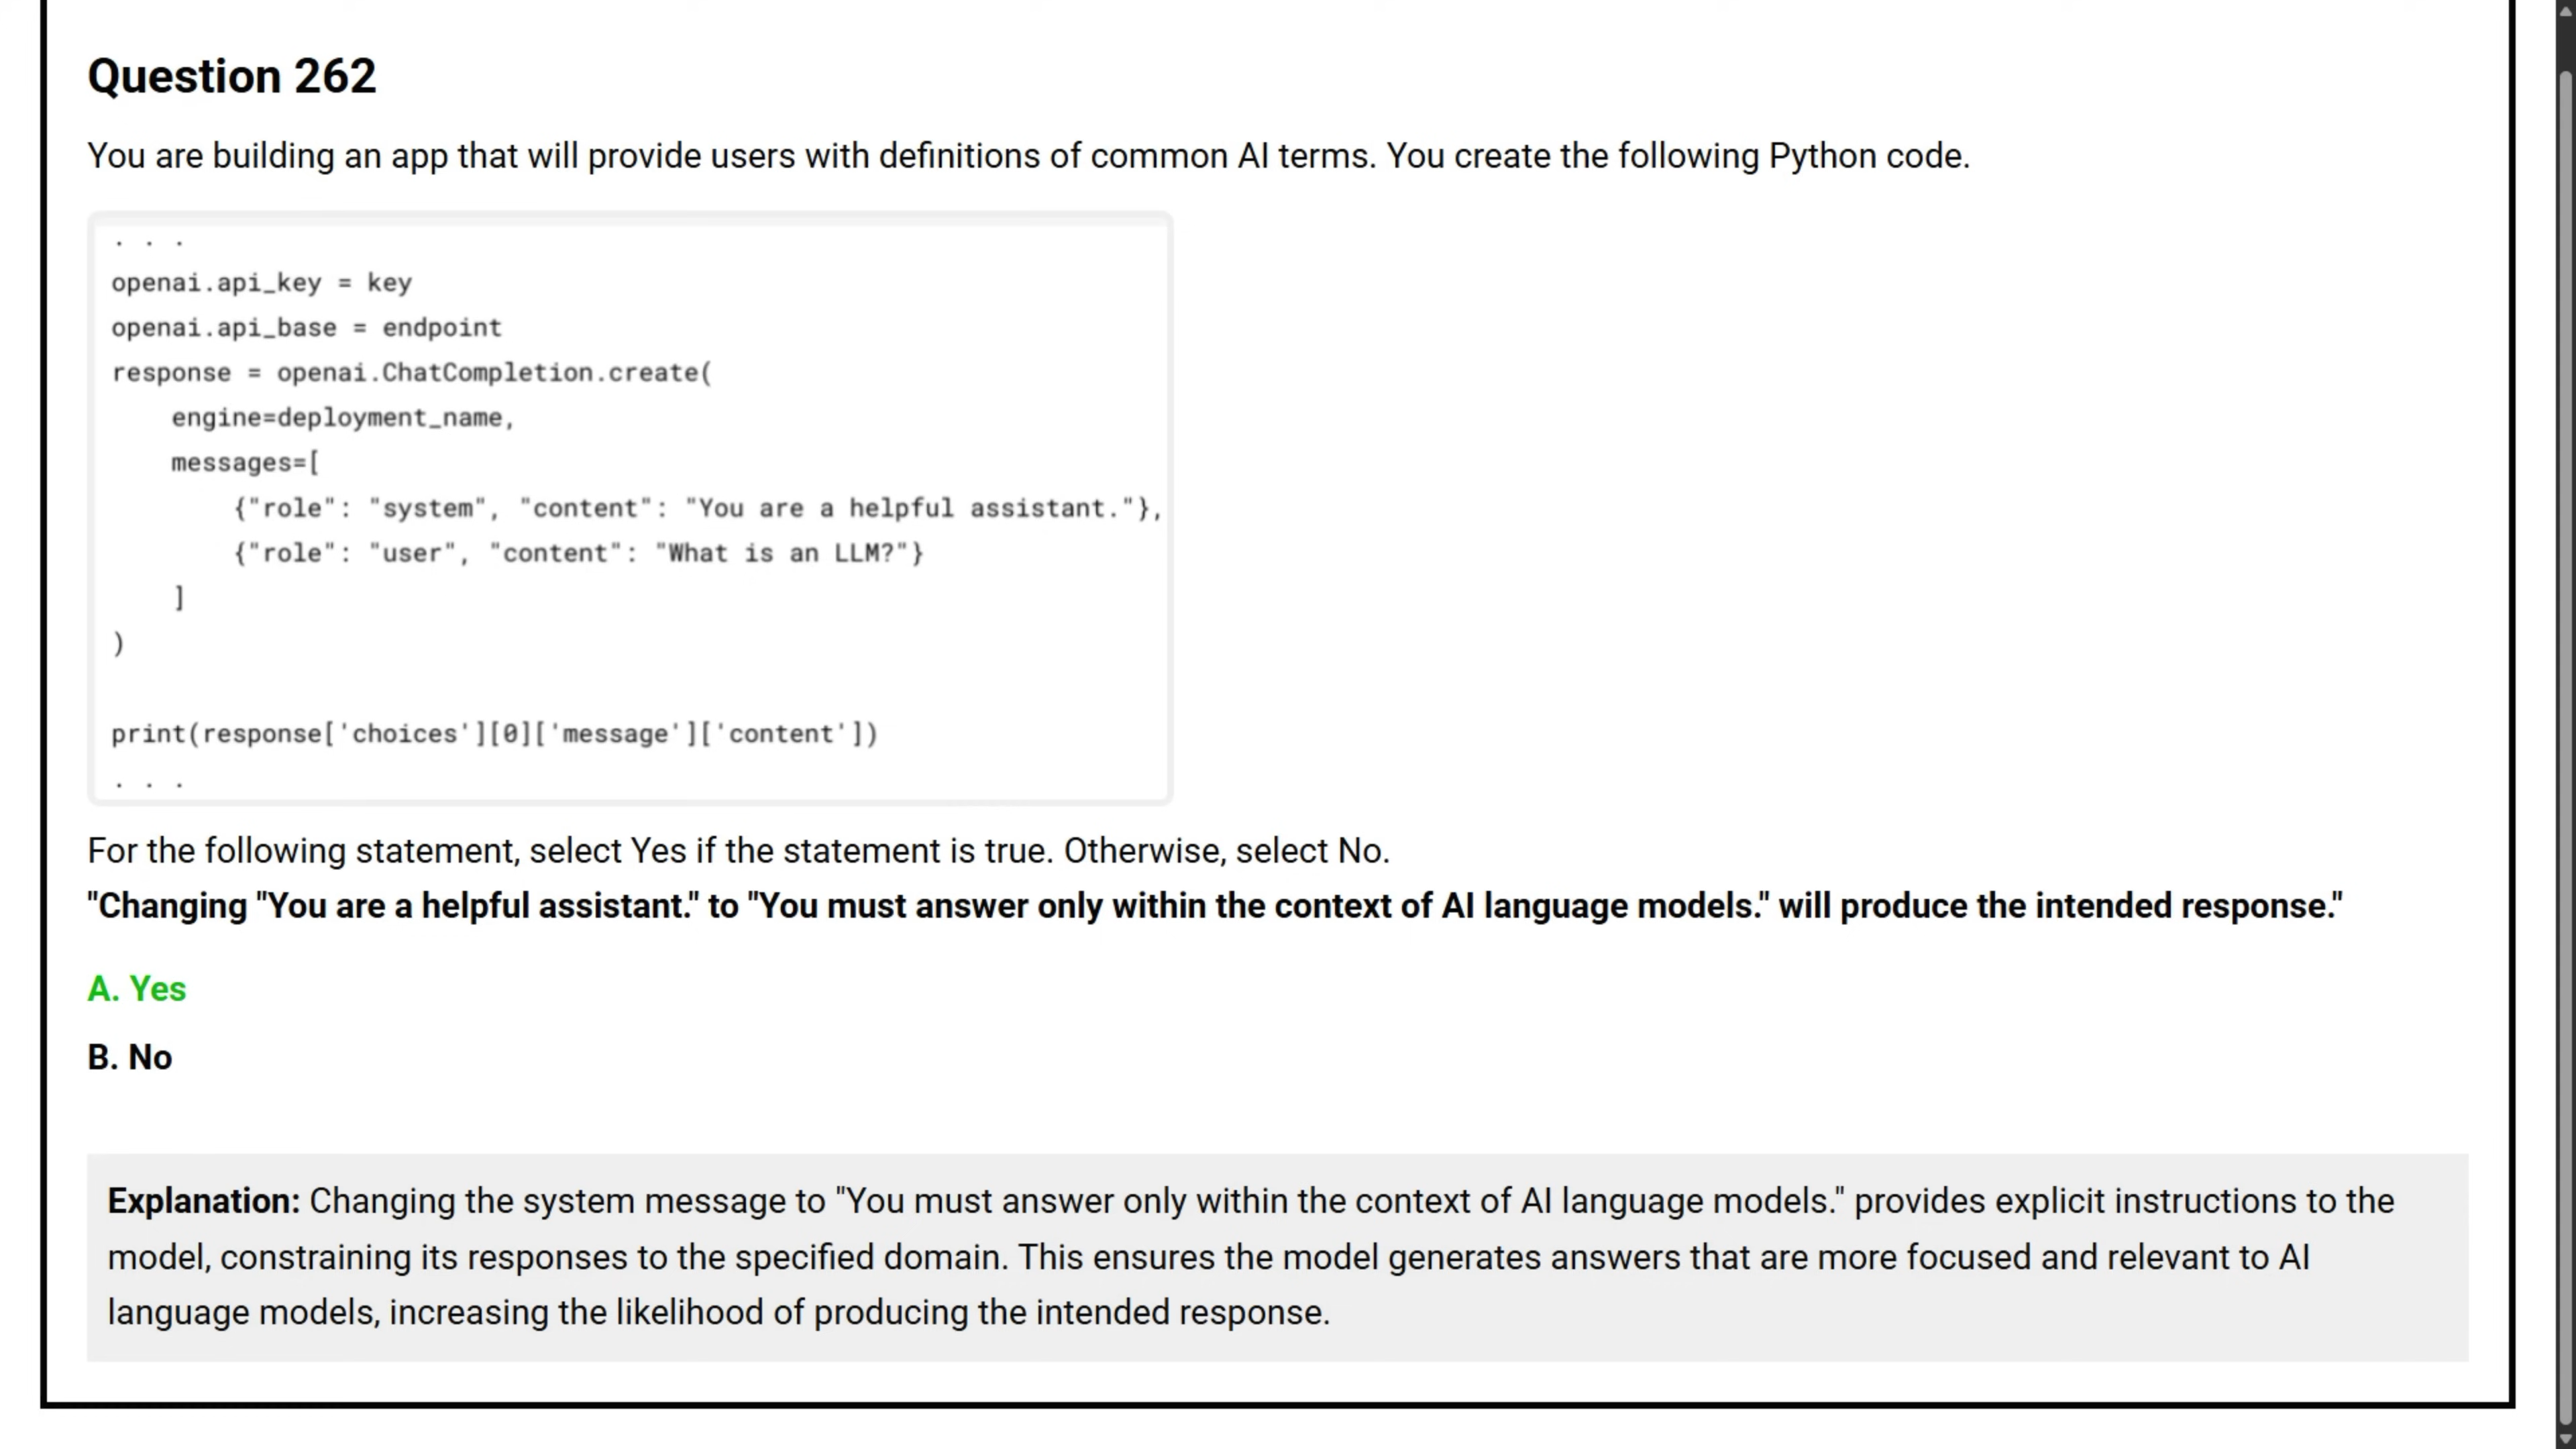 Question 262
You are building an app that will provide users with definitions of common AI terms. You create the following Python code.
. . .
openai.api_key = key
openai.api_base = endpoint
response = openai.ChatCompletion.create(
    engine=deployment_name,
    messages=[
        {"role": "system", "content": "You are a helpful assistant."},
        {"role": "user", "content": "What is an LLM?"}
    ]
)
print(response['choices'][0]['message']['content'])
. . .
For the following statement, select Yes if the statement is true. Otherwise, select No.
"Changing "You are a helpful assistant." to "You must answer only within the context of AI language models." will produce the intended response."
A. Yes
B. No
Explanation: Changing the system message to "You must answer only within the context of AI language models." provides explicit instructions to the
model, constraining its responses to the specified domain. This ensures the model generates answers that are more focused and relevant to AI
language models, increasing the likelihood of producing the intended response.